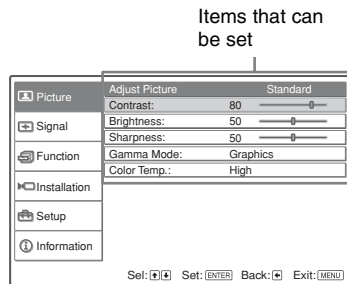 Items that can
be set
Picture
Signal
Function
Installation
Setup
Information
Adjust Picture Standard
Contrast: 80
Brightness: 50
Sharpness: 50
Gamma Mode: Graphics
Color Temp.: High
Sel: Set: ENTER Back: Exit: MENU